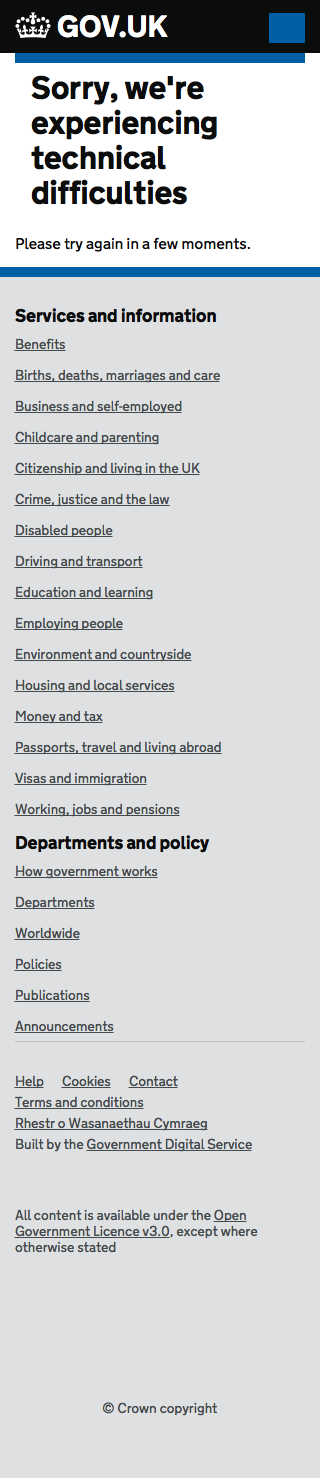 GOV.UK
Sorry, we're
experiencing
technical
difficulties
Please try again in a few moments.
Services and information
Benefits
Births, deaths, marriages and care
Business and self-employed
Childcare and parenting
Citizenship and living in the UK
Crime, justice and the law
Disabled people
Driving and transport
Education and learning
Employing people
Environment and countryside
Housing and local services
Money and tax
Passports, travel and living abroad
Visas and immigration
Working, jobs and pensions
Departments and policy
How government works
Departments
Worldwide
Policies
Publications
Announcements
Help Cookies Contact
Terms and conditions
Rhestr o Wasanaethau Cymraeg
Built by the Government Digital Service
All content is available under the Open
Government Licence v3.0, except where
otherwise stated
© Crown copyright